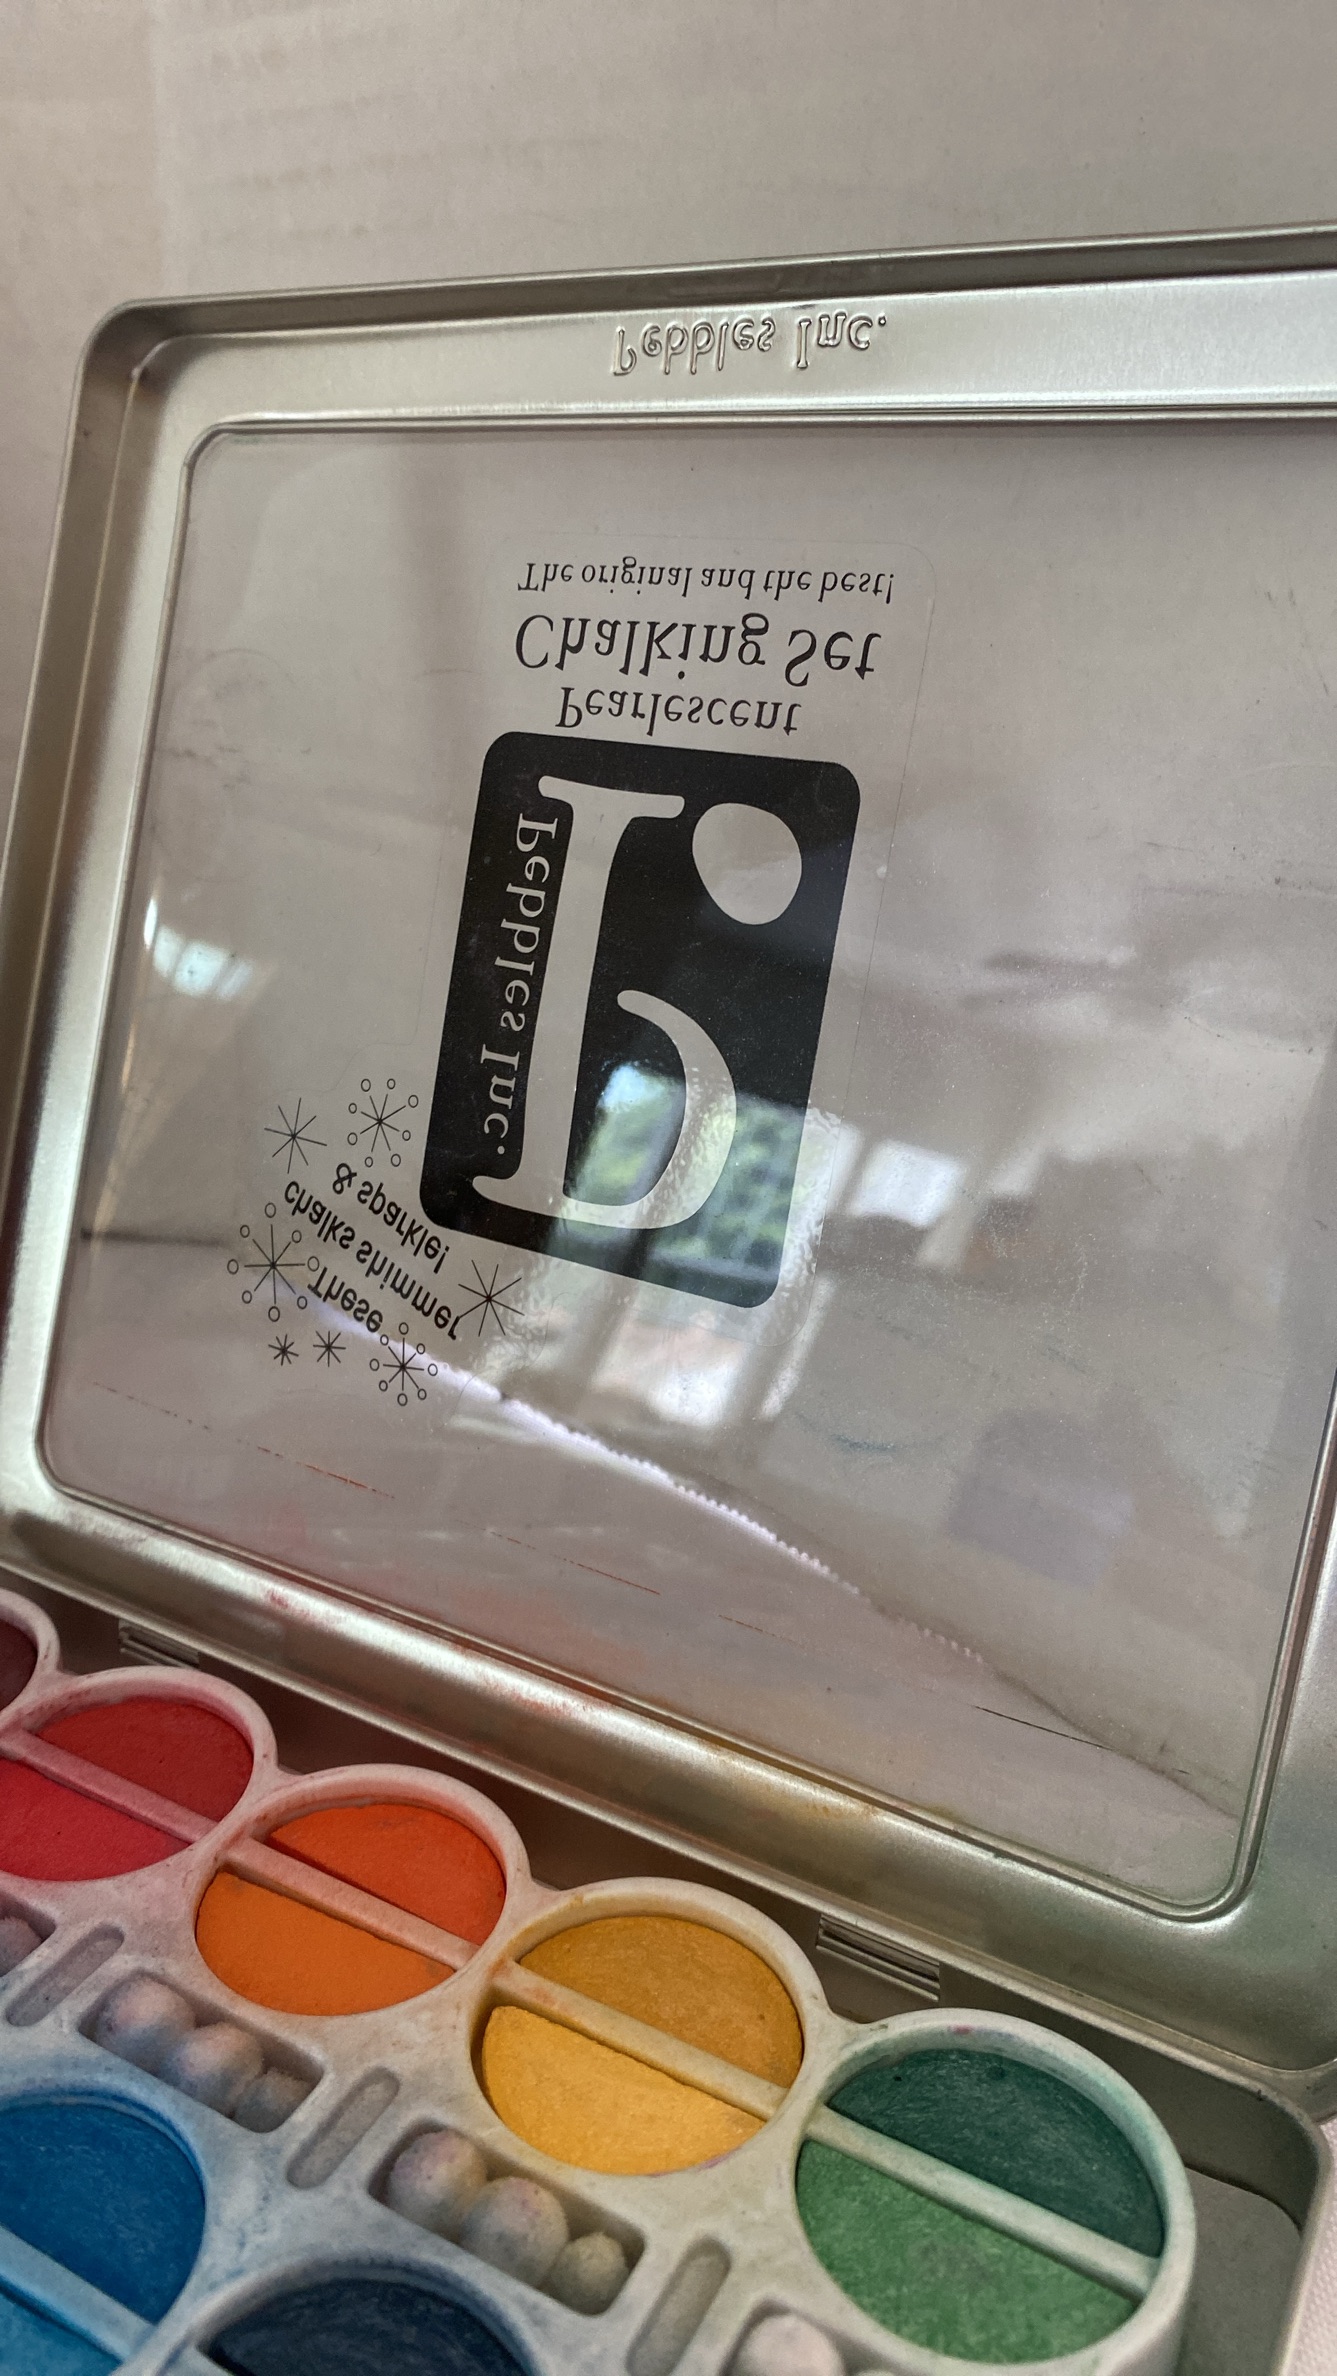 Pebbles Inc.
The original and the best!
Chalking Set
Pearlescent
Pebbles Inc.
These
chalks shimmer
& sparkle!